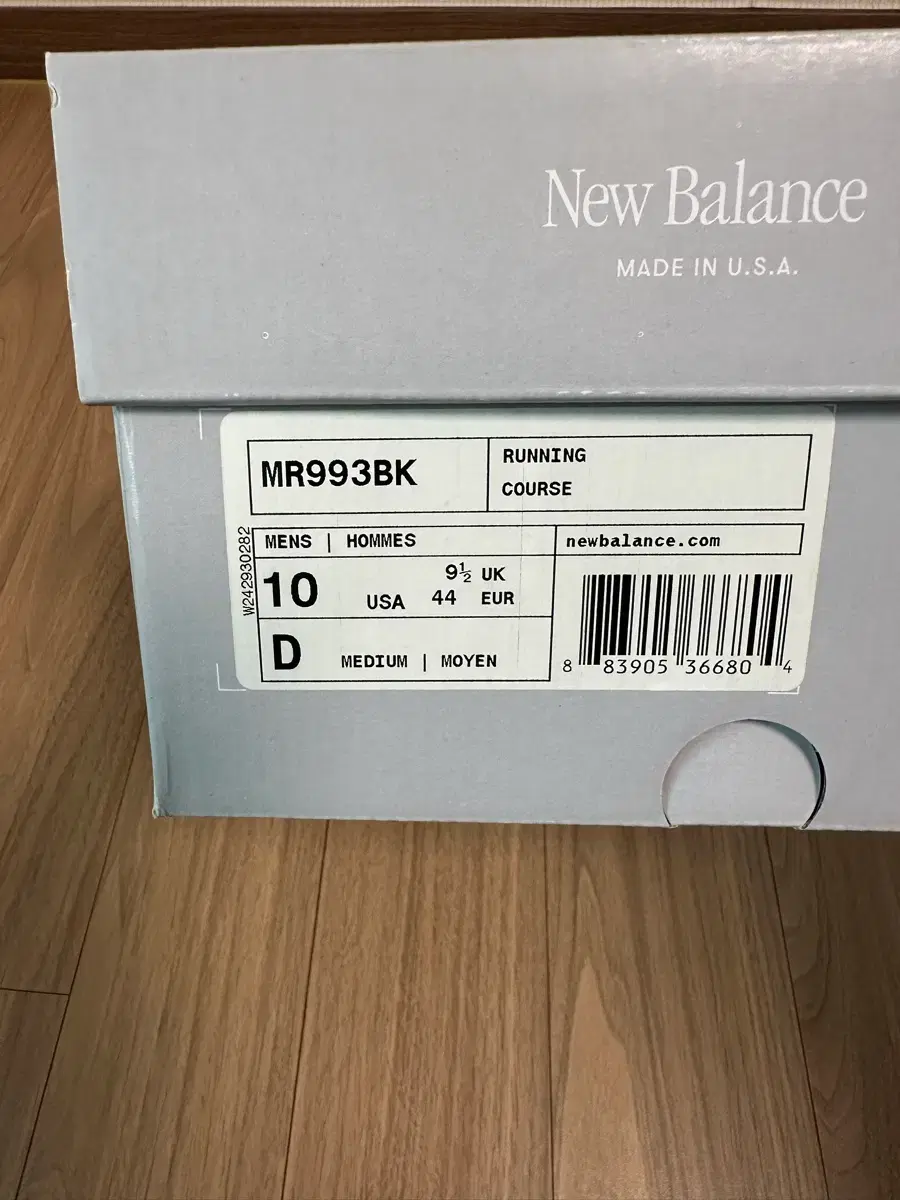 New Balance
MADE IN U.S.A.
MR993BK
RUNNING
COURSE
W242930282
MENS | HOMMES
newbalance.com
10 USA
9½ UK
44 EUR
D MEDIUM | MOYEN
8 83905 36680 4